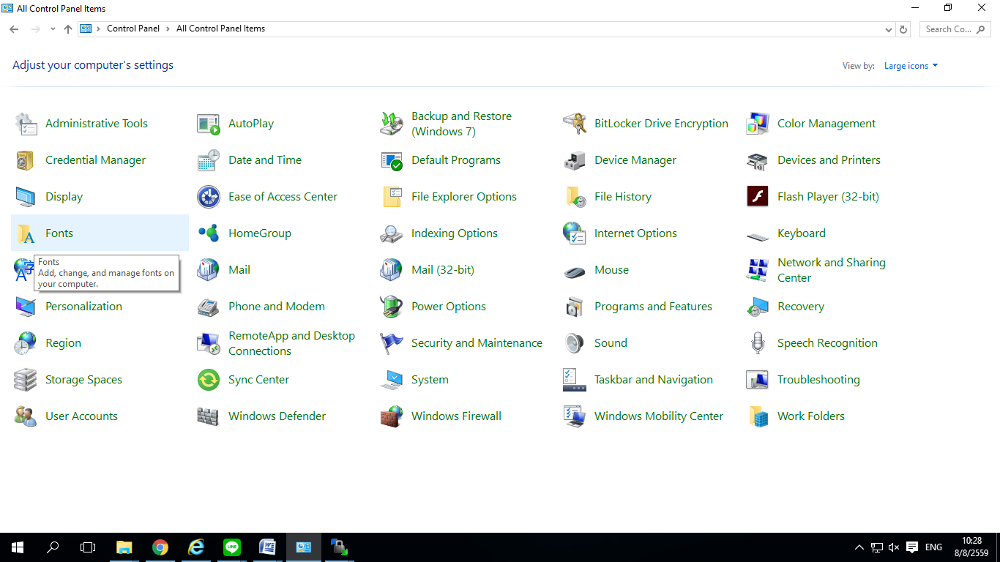 All Control Panel Items
Control Panel > All Control Panel Items
Search Co...
Adjust your computer's settings
View by: Large icons
Administrative Tools
AutoPlay
Backup and Restore
(Windows 7)
BitLocker Drive Encryption
Color Management
Credential Manager
Date and Time
Default Programs
Device Manager
Devices and Printers
Display
Ease of Access Center
File Explorer Options
File History
Flash Player (32-bit)
Fonts
HomeGroup
Indexing Options
Internet Options
Keyboard
Fonts
Add, change, and manage fonts on
your computer.
Mail
Mail (32-bit)
Mouse
Network and Sharing
Center
Personalization
Phone and Modem
Power Options
Programs and Features
Recovery
Region
RemoteApp and Desktop
Connections
Security and Maintenance
Sound
Speech Recognition
Storage Spaces
Sync Center
System
Taskbar and Navigation
Troubleshooting
User Accounts
Windows Defender
Windows Firewall
Windows Mobility Center
Work Folders
LINE
ENG
10:28
8/8/2559